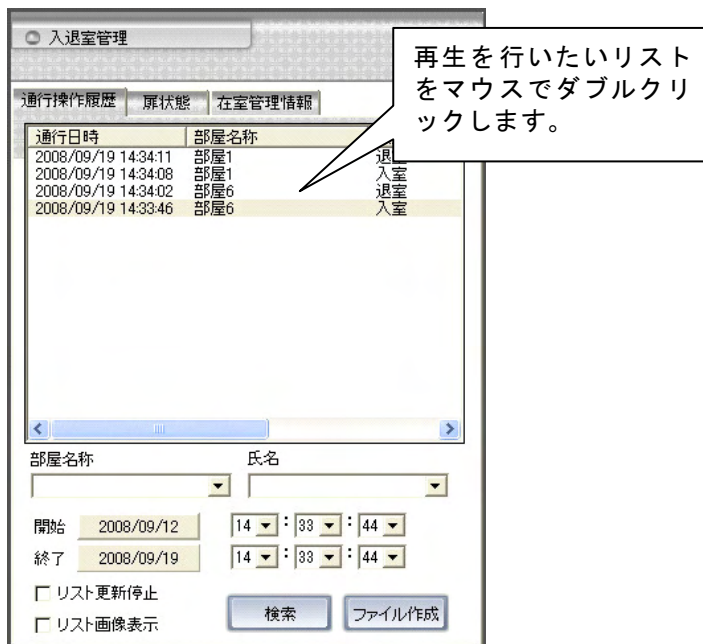 入退室管理
再生を行いたいリスト
をマウスでダブルクリ
ックします。
通行操作履歴 扉状態 在室管理情報
通行日時 部屋名称
2008/09/19 14:34:11 部屋1 退室
2008/09/19 14:34:08 部屋1 入室
2008/09/19 14:34:02 部屋6 退室
2008/09/19 14:33:46 部屋6 入室
部屋名称 氏名
開始 2008/09/12 14 : 33 : 44
終了 2008/09/19 14 : 33 : 44
リスト更新停止
リスト画像表示
検索 ファイル作成